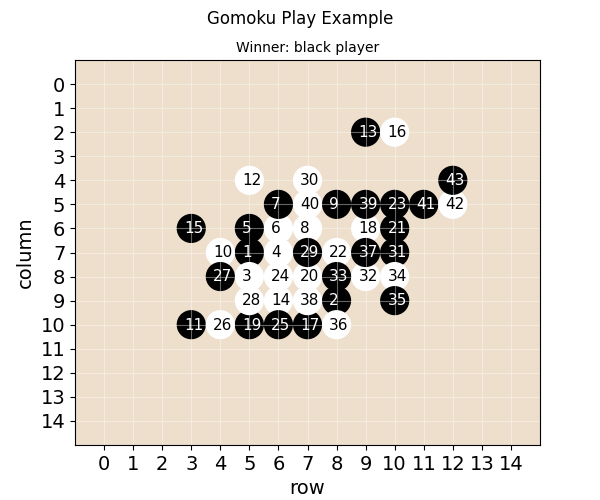 Gomoku Play Example
Winner: black player
0
1
2 13 16
3
4 12 30 43
5 7 40 9 39 23 41 42
6 15 5 6 8 18 21
7 10 1 4 29 22 37 31
8 27 3 24 20 33 32 34
9 28 14 38 2 35
10 11 26 19 25 17 36
11
12
13
14
column
0 1 2 3 4 5 6 7 8 9 10 11 12 13 14
row